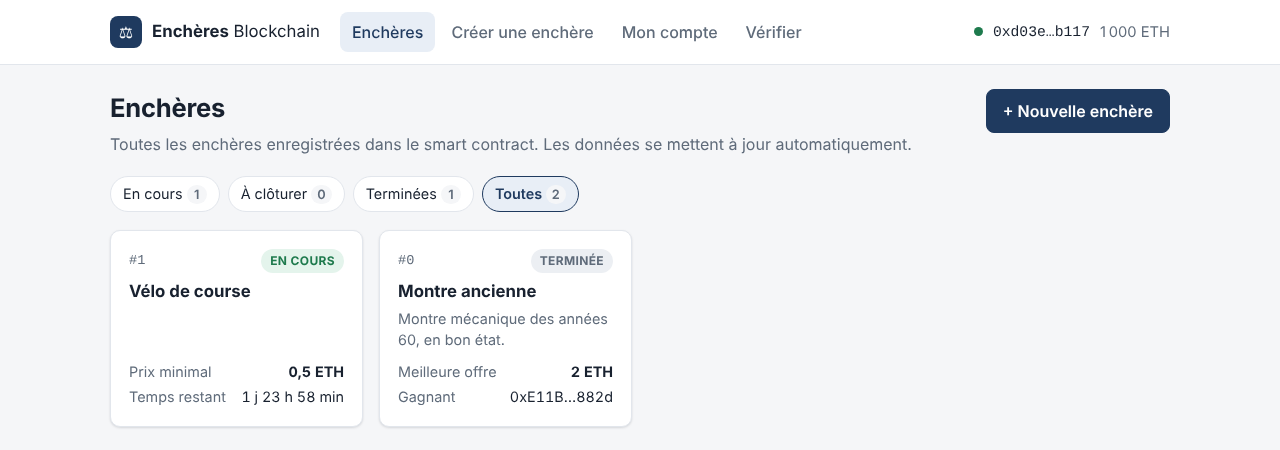 Enchères Blockchain
Enchères
Créer une enchère
Mon compte
Vérifier
0xd03e…b117 1 000 ETH
Enchères
+ Nouvelle enchère
Toutes les enchères enregistrées dans le smart contract. Les données se mettent à jour automatiquement.
En cours 1
À clôturer 0
Terminées 1
Toutes 2
#1
EN COURS
Vélo de course
Prix minimal 0,5 ETH
Temps restant 1 j 23 h 58 min
#0
TERMINÉE
Montre ancienne
Montre mécanique des années
60, en bon état.
Meilleure offre 2 ETH
Gagnant 0xE11B…882d